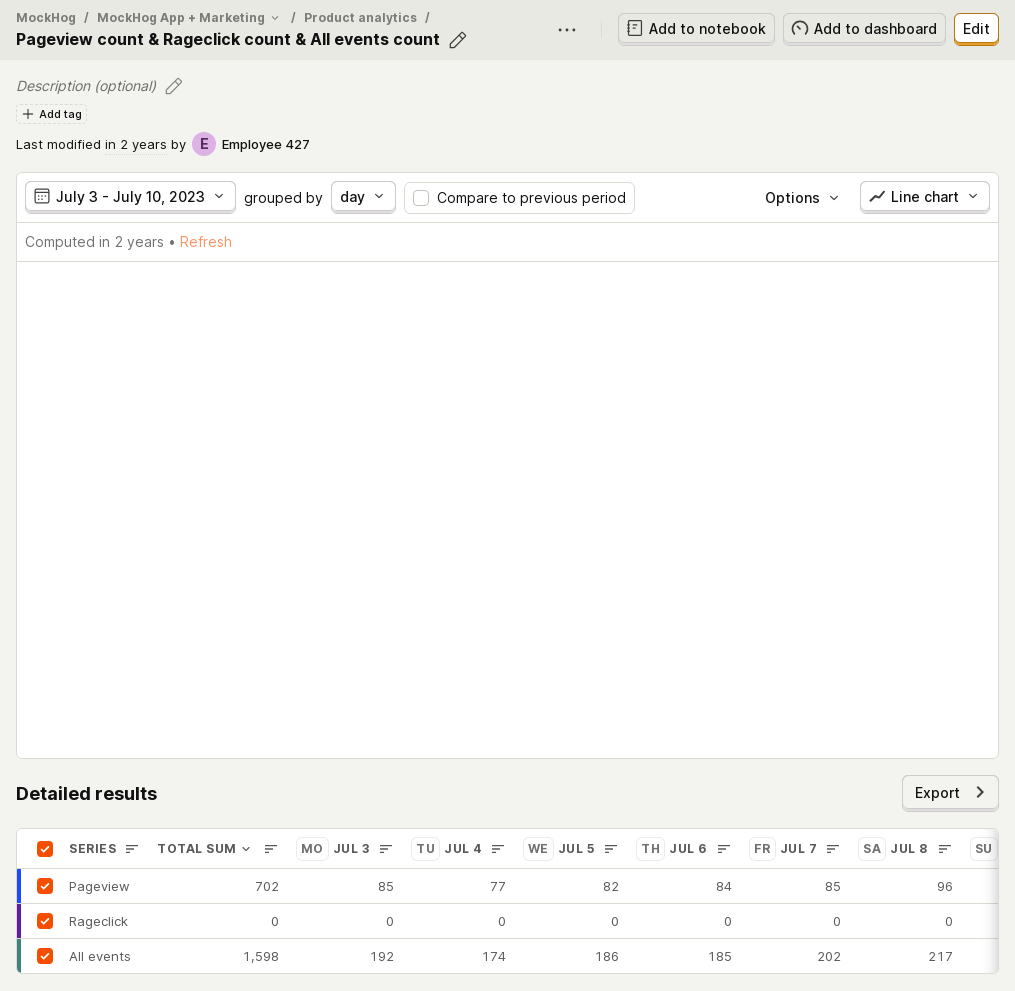 MockHog / MockHog App + Marketing / Product analytics /
Pageview count & Rageclick count & All events count
Add to notebook
Add to dashboard
Edit
Description (optional)
Add tag
Last modified in 2 years by E Employee 427
July 3 - July 10, 2023 grouped by day Compare to previous period Options Line chart
Computed in 2 years • Refresh
Detailed results
Export
SERIES TOTAL SUM MO JUL 3 TU JUL 4 WE JUL 5 TH JUL 6 FR JUL 7 SA JUL 8 SU
Pageview 702 85 77 82 84 85 96
Rageclick 0 0 0 0 0 0 0
All events 1,598 192 174 186 185 202 217